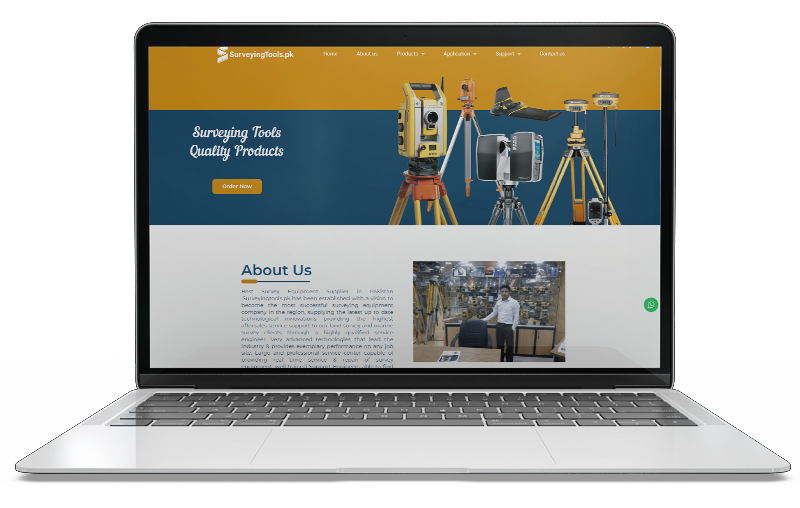 SurveyingTools.pk
Home
About us
Products
Application
Support
Contact us
Surveying Tools
Quality Products
Order Now
About Us
Best Survey Equipment Supplier in Pakistan
Surveyingtools.pk has been established with a vision to
become the most successful surveying equipment
company in the region, supplying the latest up to date
technological innovations providing the highest
aftersales service support to our land survey and marine
survey clients through a highly qualified service
engineer. Very advanced technologies that lead the
industry & provides exemplary performance on any job
site. Large and professional service center capable of
providing real time service & repair of survey
equipment, well trained Support Engineers able to find